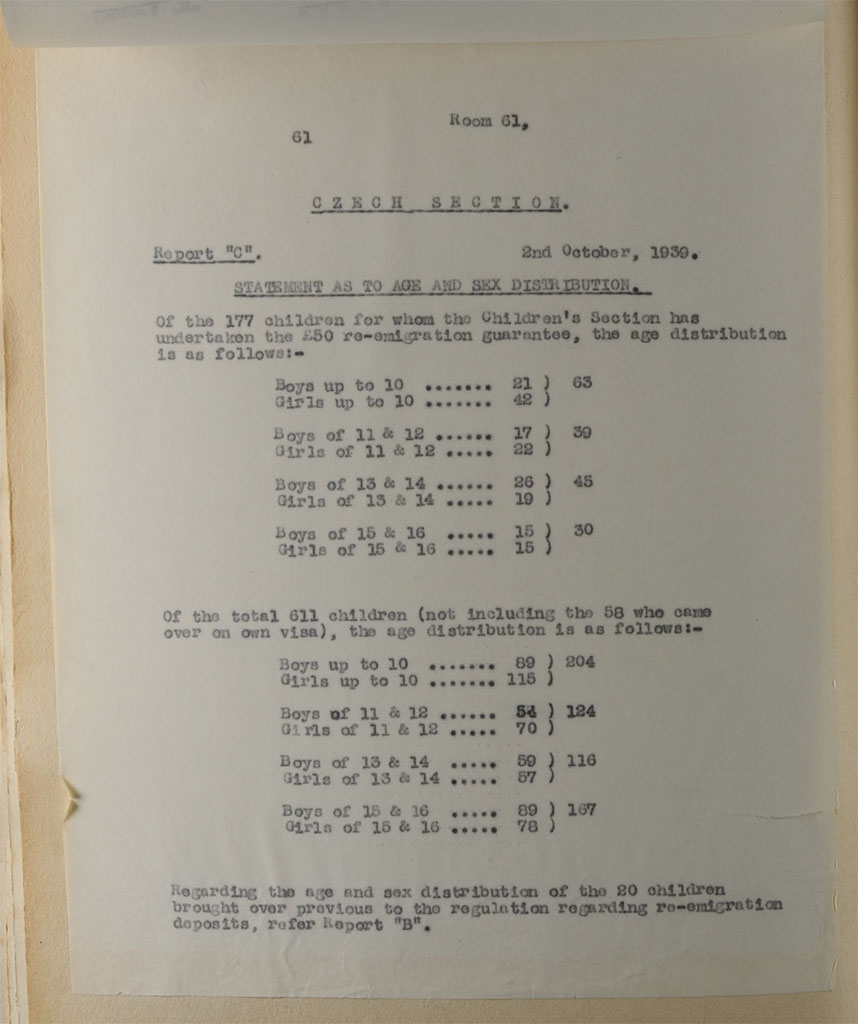 Room 61,
61
CZECH SECTION.
Report "C". 2nd October, 1939.
STATEMENT AS TO AGE AND SEX DISTRIBUTION.
Of the 177 children for whom the Children's Section has
undertaken the £50 re-emigration guarantee, the age distribution
is as follows:-
Boys up to 10 ....... 21 ) 63
Girls up to 10 ....... 42 )
Boys of 11 & 12 ...... 17 ) 39
Girls of 11 & 12 ..... 22 )
Boys of 13 & 14 ...... 26 ) 45
Girls of 13 & 14 ..... 19 )
Boys of 15 & 16 ..... 15 ) 30
Girls of 15 & 16 ..... 15 )
Of the total 611 children (not including the 58 who came
over on own visa), the age distribution is as follows:-
Boys up to 10 ....... 89 ) 204
Girls up to 10 ....... 115 )
Boys of 11 & 12 ...... 54 ) 124
Girls of 11 & 12 ..... 70 )
Boys of 13 & 14 ..... 59 ) 116
Girls of 13 & 14 ..... 57 )
Boys of 15 & 16 ..... 89 ) 167
Girls of 15 & 16 ..... 78 )
Regarding the age and sex distribution of the 20 children
brought over previous to the regulation regarding re-emigration
deposits, refer Report "B".